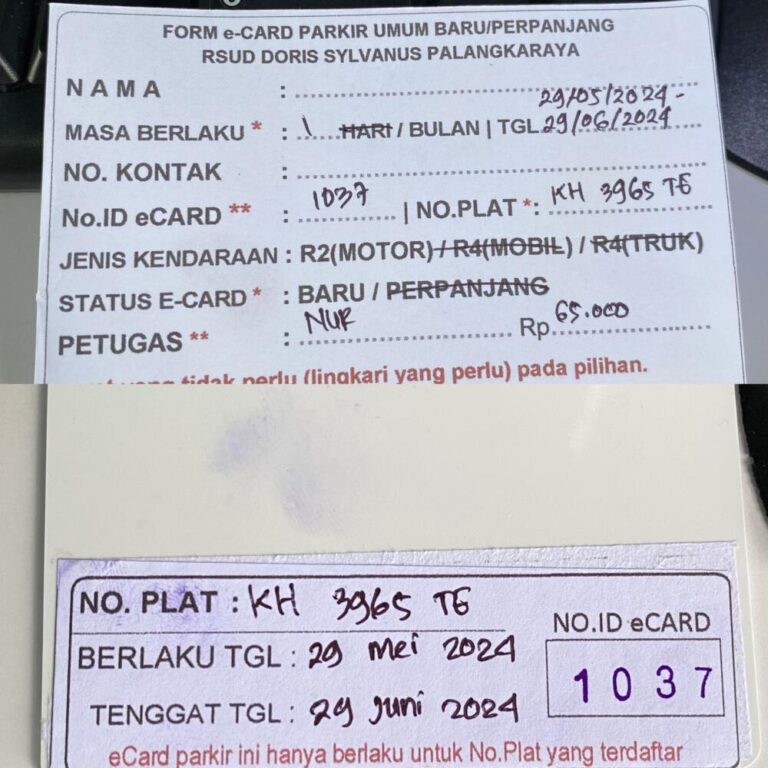 FORM e-CARD PARKIR UMUM BARU/PERPANJANG
RSUD DORIS SYLVANUS PALANGKARAYA
NAMA :
29/05/2024 -
MASA BERLAKU * : 1 HARI / BULAN | TGL 29/06/2024
NO. KONTAK :
No.ID eCARD ** : 1037 | NO.PLAT *: KH 3965 TE
JENIS KENDARAAN : R2(MOTOR) / R4(MOBIL) / R4(TRUK)
STATUS E-CARD * : BARU / PERPANJANG
PETUGAS ** : NUR Rp 65.000
yang tidak perlu (lingkari yang perlu) pada pilihan.
NO. PLAT : KH 3965 TE
BERLAKU TGL : 29 mei 2024
TENGGAT TGL : 29 Juni 2024
NO.ID eCARD
1037
eCard parkir ini hanya berlaku untuk No.Plat yang terdaftar